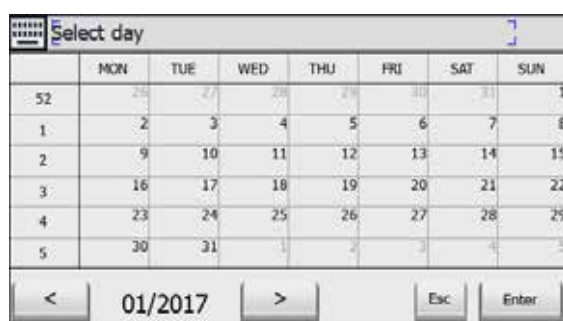 Select day
MON TUE WED THU FRI SAT SUN
52 26 27 28 29 30 31 1
1 2 3 4 5 6 7 8
2 9 10 11 12 13 14 15
3 16 17 18 19 20 21 22
4 23 24 25 26 27 28 29
5 30 31 1 2 3 4 5
< 01/2017 > Esc Enter